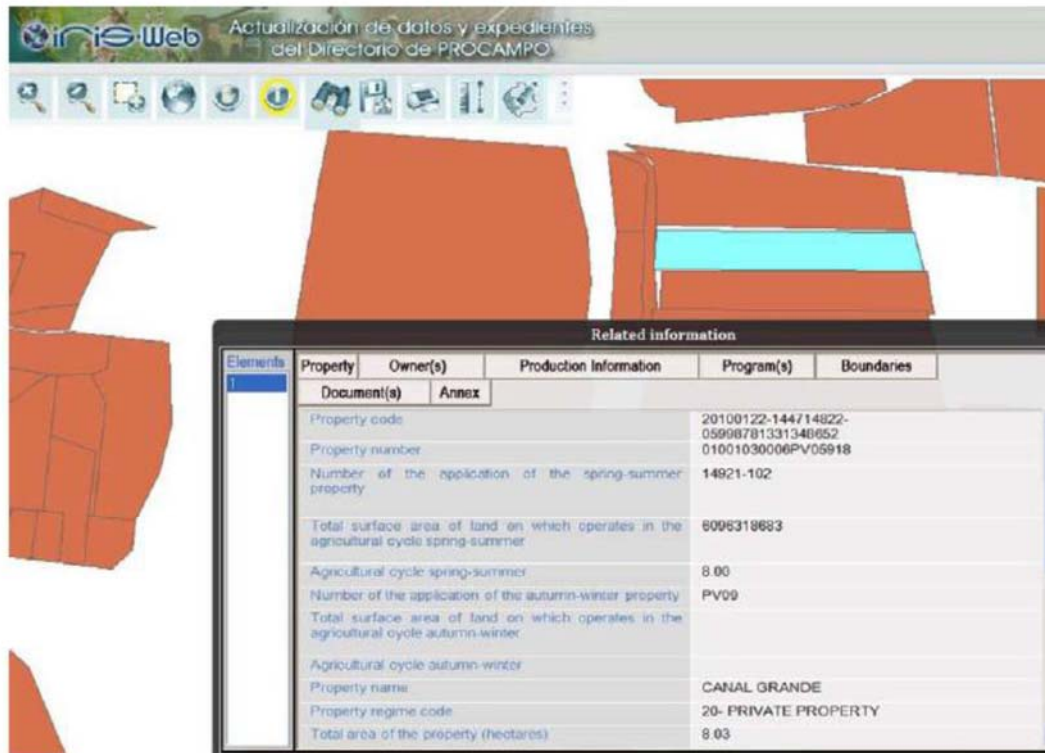 iris-Web
Actualización de datos y expedientes
del Directorio de PROCAMPO
Related information
Elements
1
Property Owner(s) Production Information Program(s) Boundaries
Document(s) Annex
Property code 20100122-144714822-
05998781331348652
Property number 01001030006PV05918
Number of the application of the spring-summer 14921-102
property
Total surface area of land on which operates in the 6096318683
agricultural cycle spring-summer
Agricultural cycle spring-summer 8.00
Number of the application of the autumn-winter property PV09
Total surface area of land on which operates in the
agricultural cycle autumn-winter
Agricultural cycle autumn-winter
Property name CANAL GRANDE
Property regime code 20- PRIVATE PROPERTY
Total area of the property (hectares) 8.03